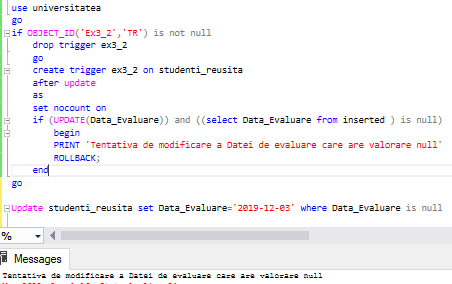 use universitatea
go
if OBJECT_ID('Ex3_2','TR') is not null
drop trigger ex3_2
go
create trigger ex3_2 on studenti_reusita
after update
as
set nocount on
if (UPDATE(Data_Evaluare)) and ((select Data_Evaluare from inserted ) is null)
begin
PRINT 'Tentativa de modificare a Datei de evaluare care are valorare null'
ROLLBACK;
end
go
Update studenti_reusita set Data_Evaluare='2019-12-03' where Data_Evaluare is null
%
Messages
Tentativa de modificare a Datei de evaluare care are valorare null